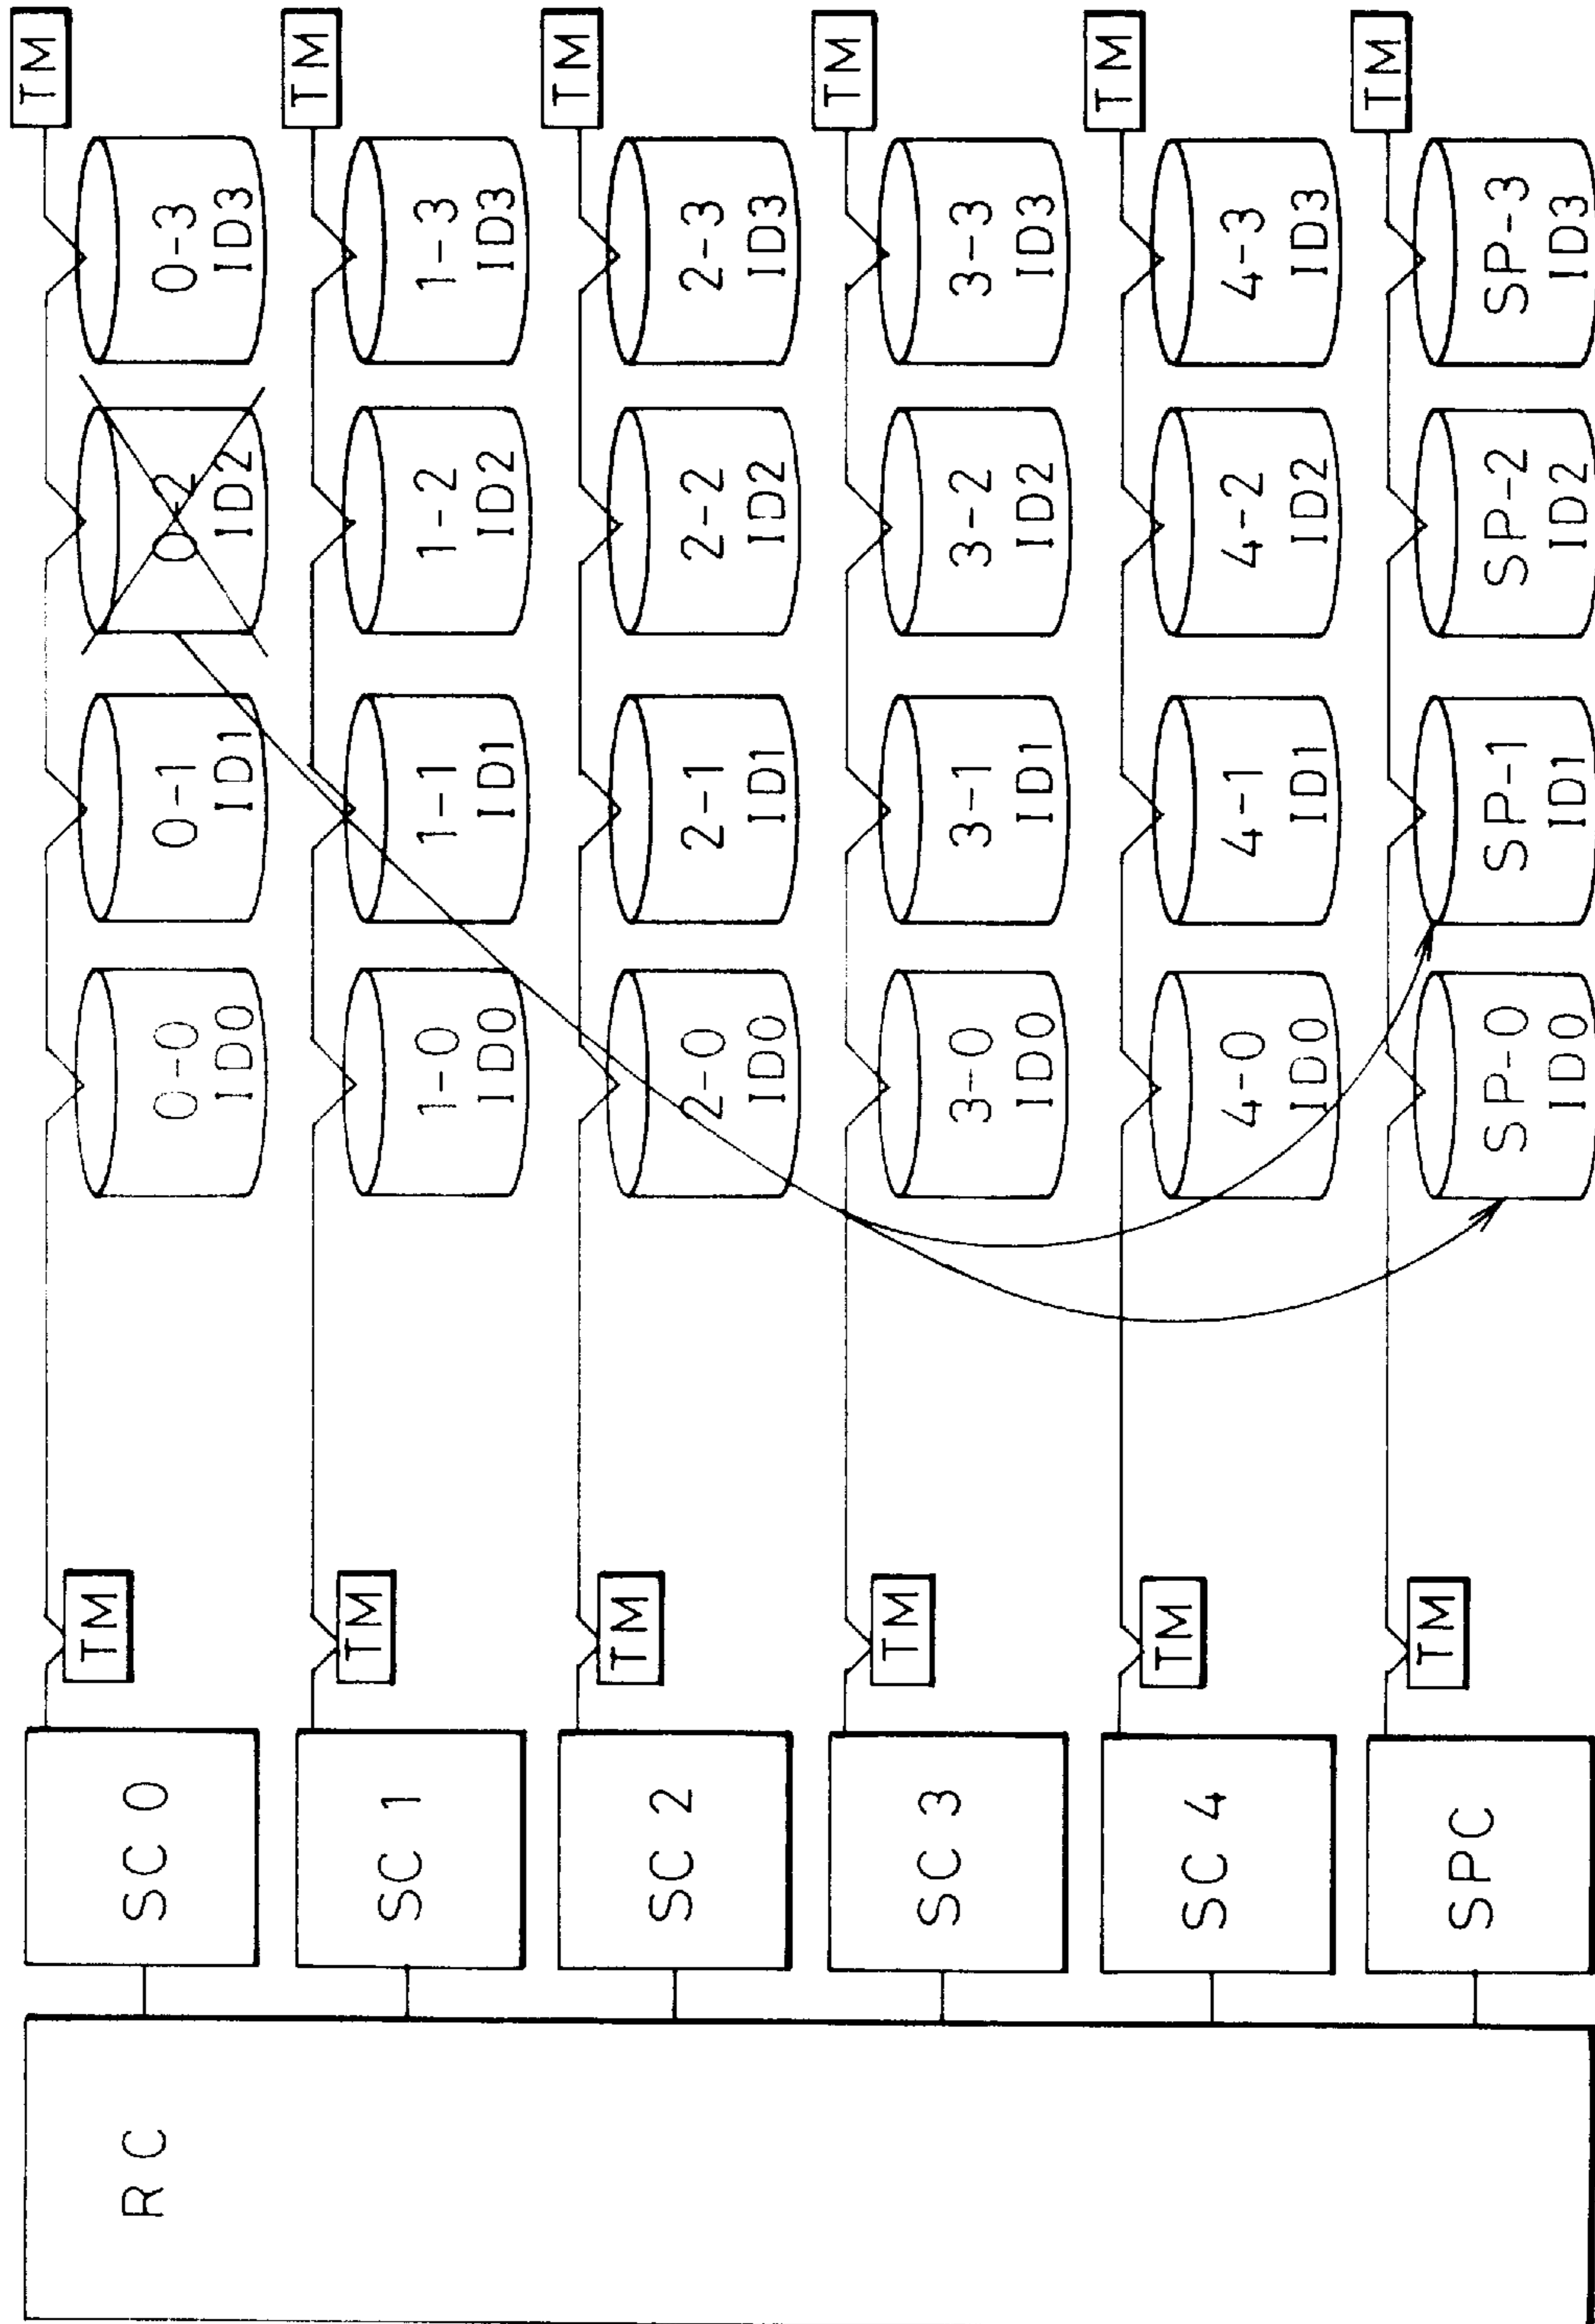 RC
SC 0
TM
0-0
ID0
0-1
ID1
0-2
ID2
0-3
ID3
TM
SC 1
TM
1-0
ID0
1-1
ID1
1-2
ID2
1-3
ID3
TM
SC 2
TM
2-0
ID0
2-1
ID1
2-2
ID2
2-3
ID3
TM
SC 3
TM
3-0
ID0
3-1
ID1
3-2
ID2
3-3
ID3
TM
SC 4
TM
4-0
ID0
4-1
ID1
4-2
ID2
4-3
ID3
TM
SPC
TM
SP-0
ID0
SP-1
ID1
SP-2
ID2
SP-3
ID3
TM